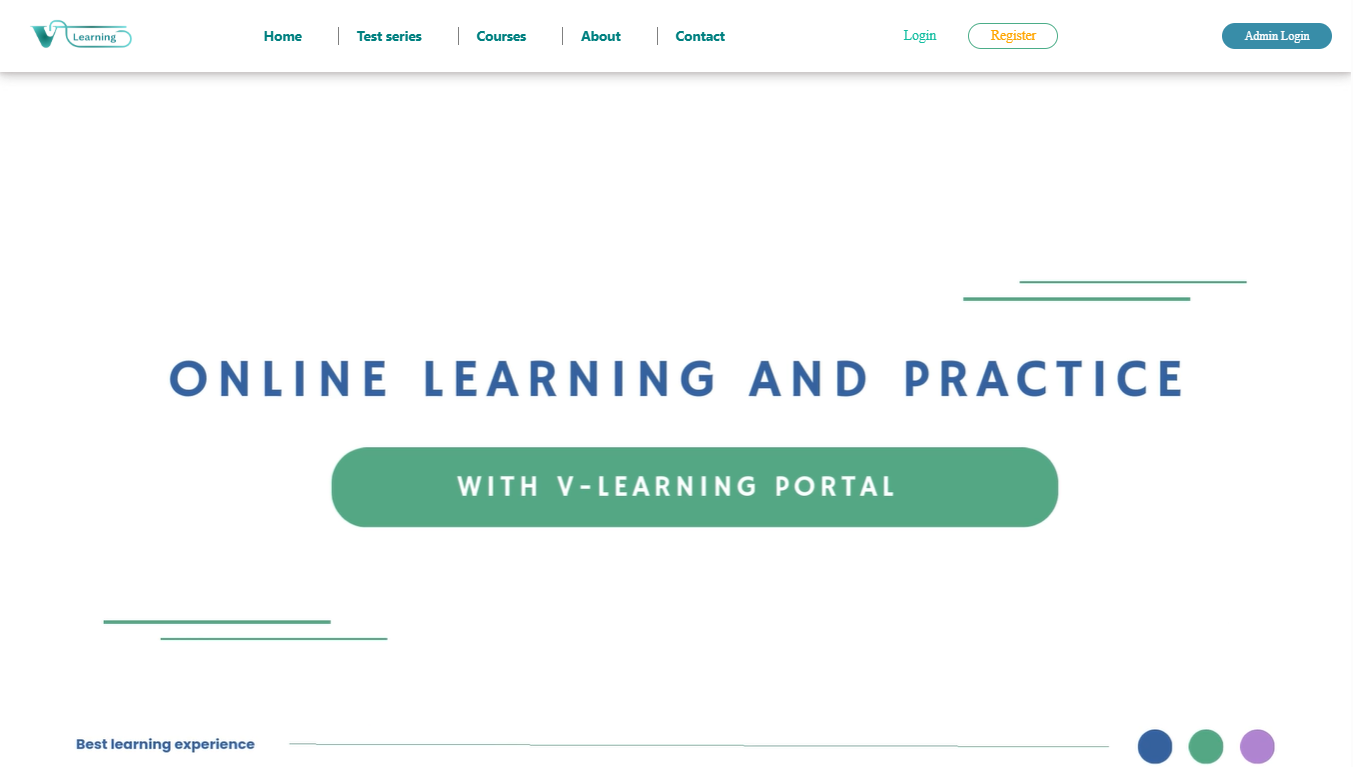 V Learning
Home
Test series
Courses
About
Contact
Login
Register
Admin Login
ONLINE LEARNING AND PRACTICE
WITH V-LEARNING PORTAL
Best learning experience